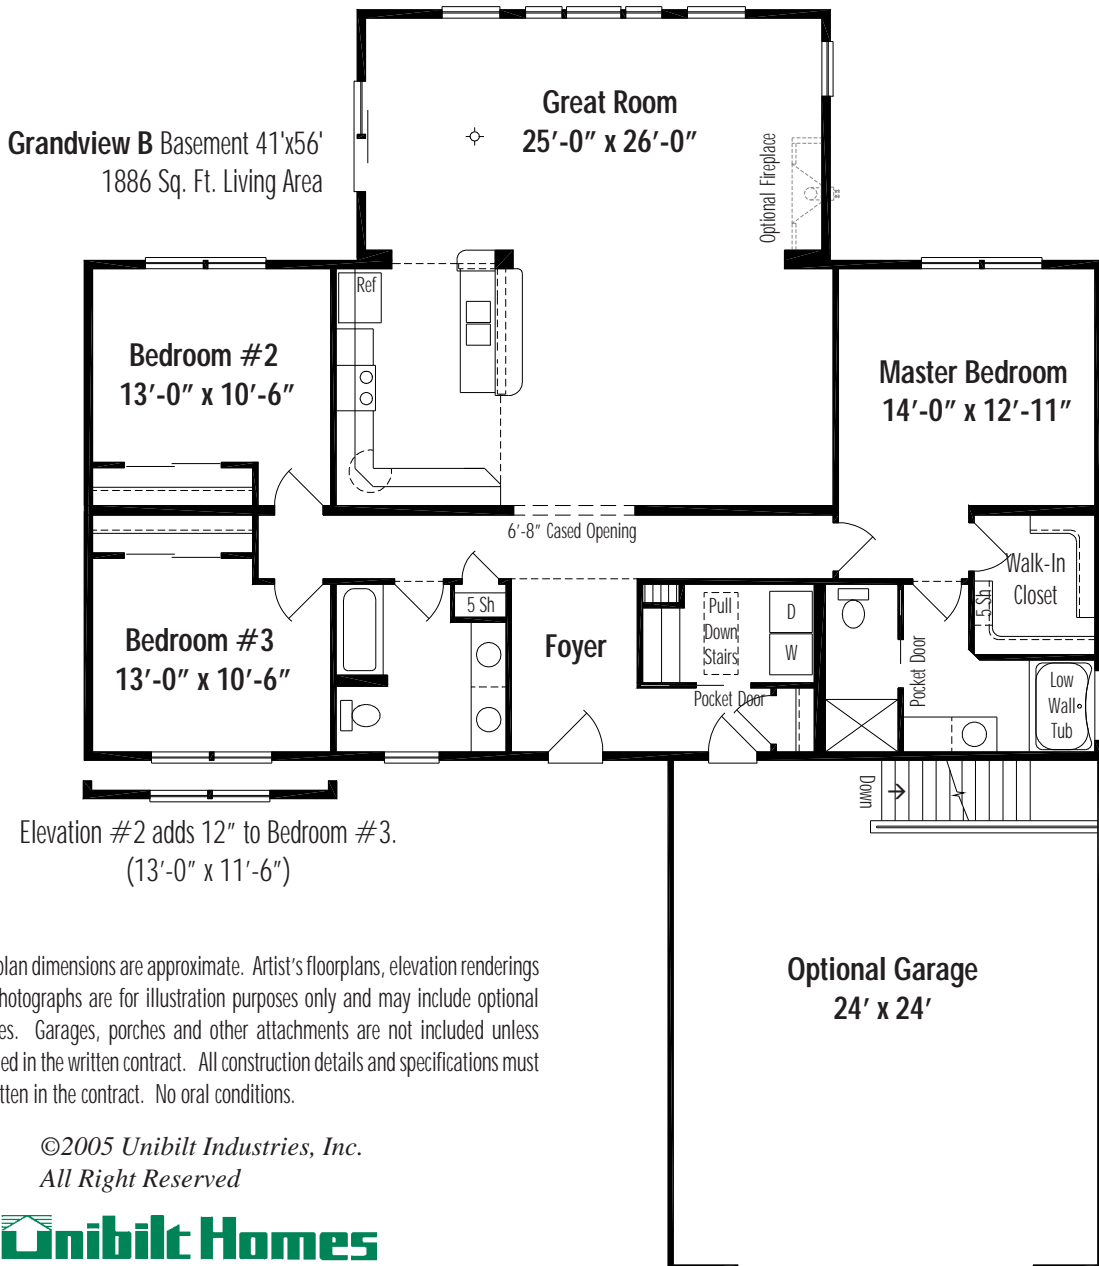 Great Room
25'-0" x 26'-0"
Grandview B Basement 41'x56'
1886 Sq. Ft. Living Area
Optional Fireplace
Ref
Bedroom #2
13'-0" x 10'-6"
Master Bedroom
14'-0" x 12'-11"
6'-8" Cased Opening
Walk-In
Closet
5 Sh
5 Sh
Pull
Down
Stairs
D
W
Bedroom #3
13'-0" x 10'-6"
Foyer
Pocket Door
Pocket Door
Low
Wall
Tub
Down
Elevation #2 adds 12" to Bedroom #3.
(13'-0" x 11'-6")
plan dimensions are approximate. Artist's floorplans, elevation renderings
hotographs are for illustration purposes only and may include optional
es. Garages, porches and other attachments are not included unless
ed in the written contract. All construction details and specifications must
tten in the contract. No oral conditions.
Optional Garage
24' x 24'
©2005 Unibilt Industries, Inc.
All Right Reserved
Unibilt Homes